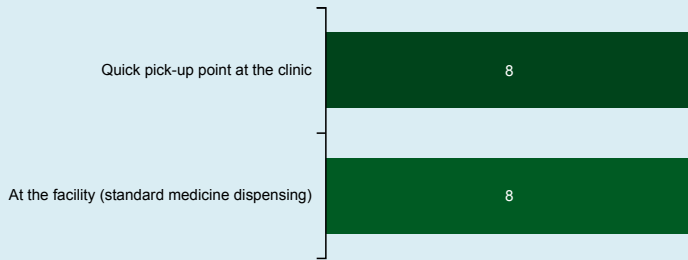 Quick pick-up point at the clinic 8
At the facility (standard medicine dispensing) 8